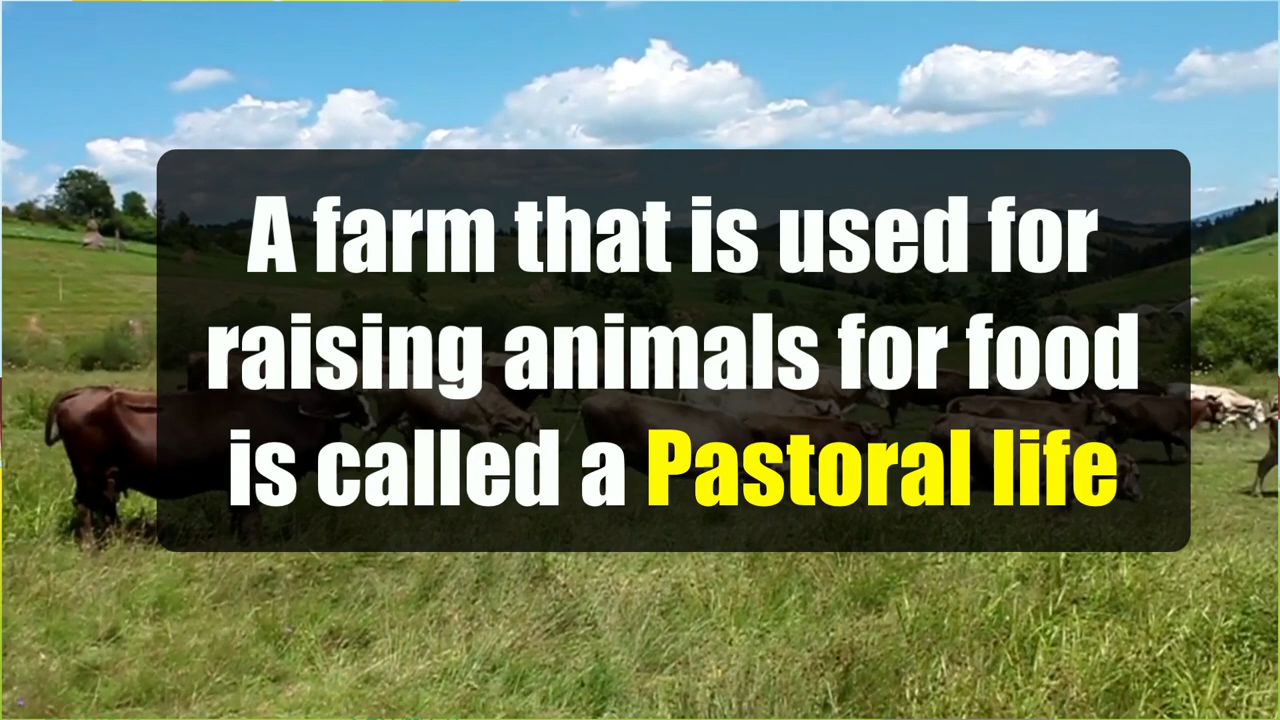 A farm that is used for
raising animals for food
is called a Pastoral life